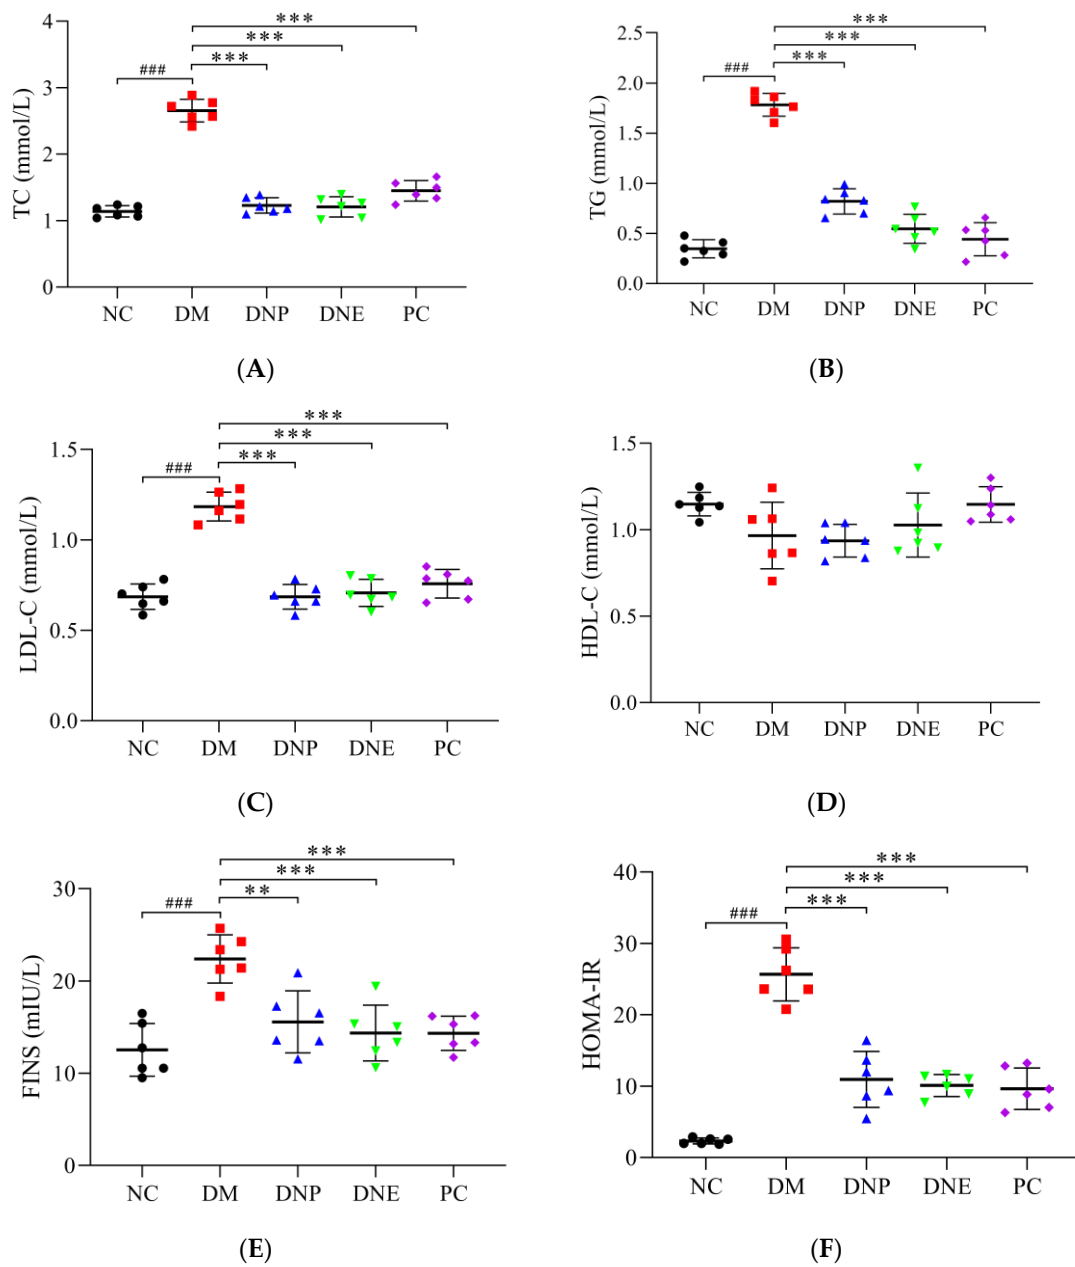 TC (mmol/L)
4
3
2
1
0
***
***
***
###
NC DM DNP DNE PC
(A)
TG (mmol/L)
2.5
2.0
1.5
1.0
0.5
0.0
***
***
***
###
NC DM DNP DNE PC
(B)
LDL-C (mmol/L)
1.5
1.0
0.5
0.0
***
***
***
###
NC DM DNP DNE PC
(C)
HDL-C (mmol/L)
1.5
1.0
0.5
0.0
NC DM DNP DNE PC
(D)
FINS (mIU/L)
30
20
10
0
***
***
**
###
NC DM DNP DNE PC
(E)
HOMA-IR
40
30
20
10
0
***
***
***
###
NC DM DNP DNE PC
(F)